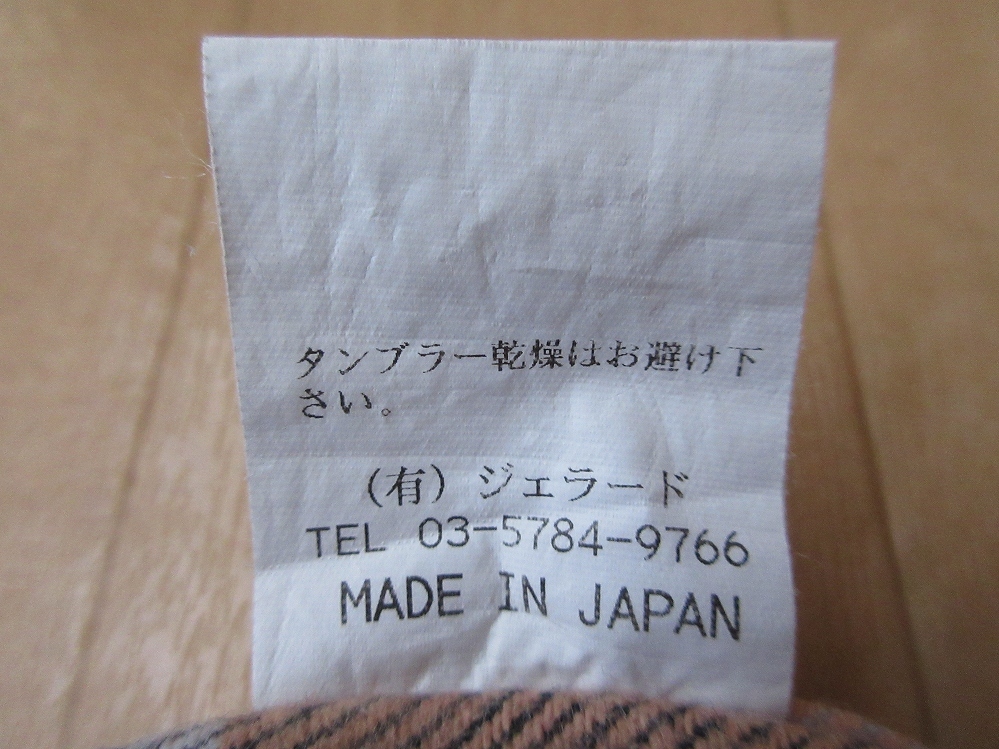 タンブラー乾燥はお避け下
さい。
(有) ジェラード
TEL 03-5784-9766
MADE IN JAPAN